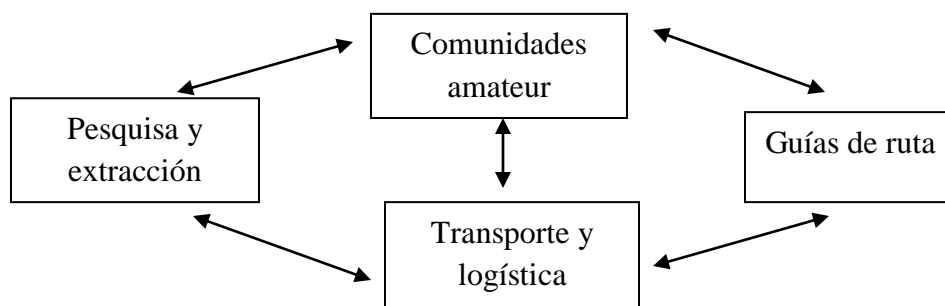 Comunidades
amateur
Pesquisa y
extracción
Guías de ruta
Transporte y
logística